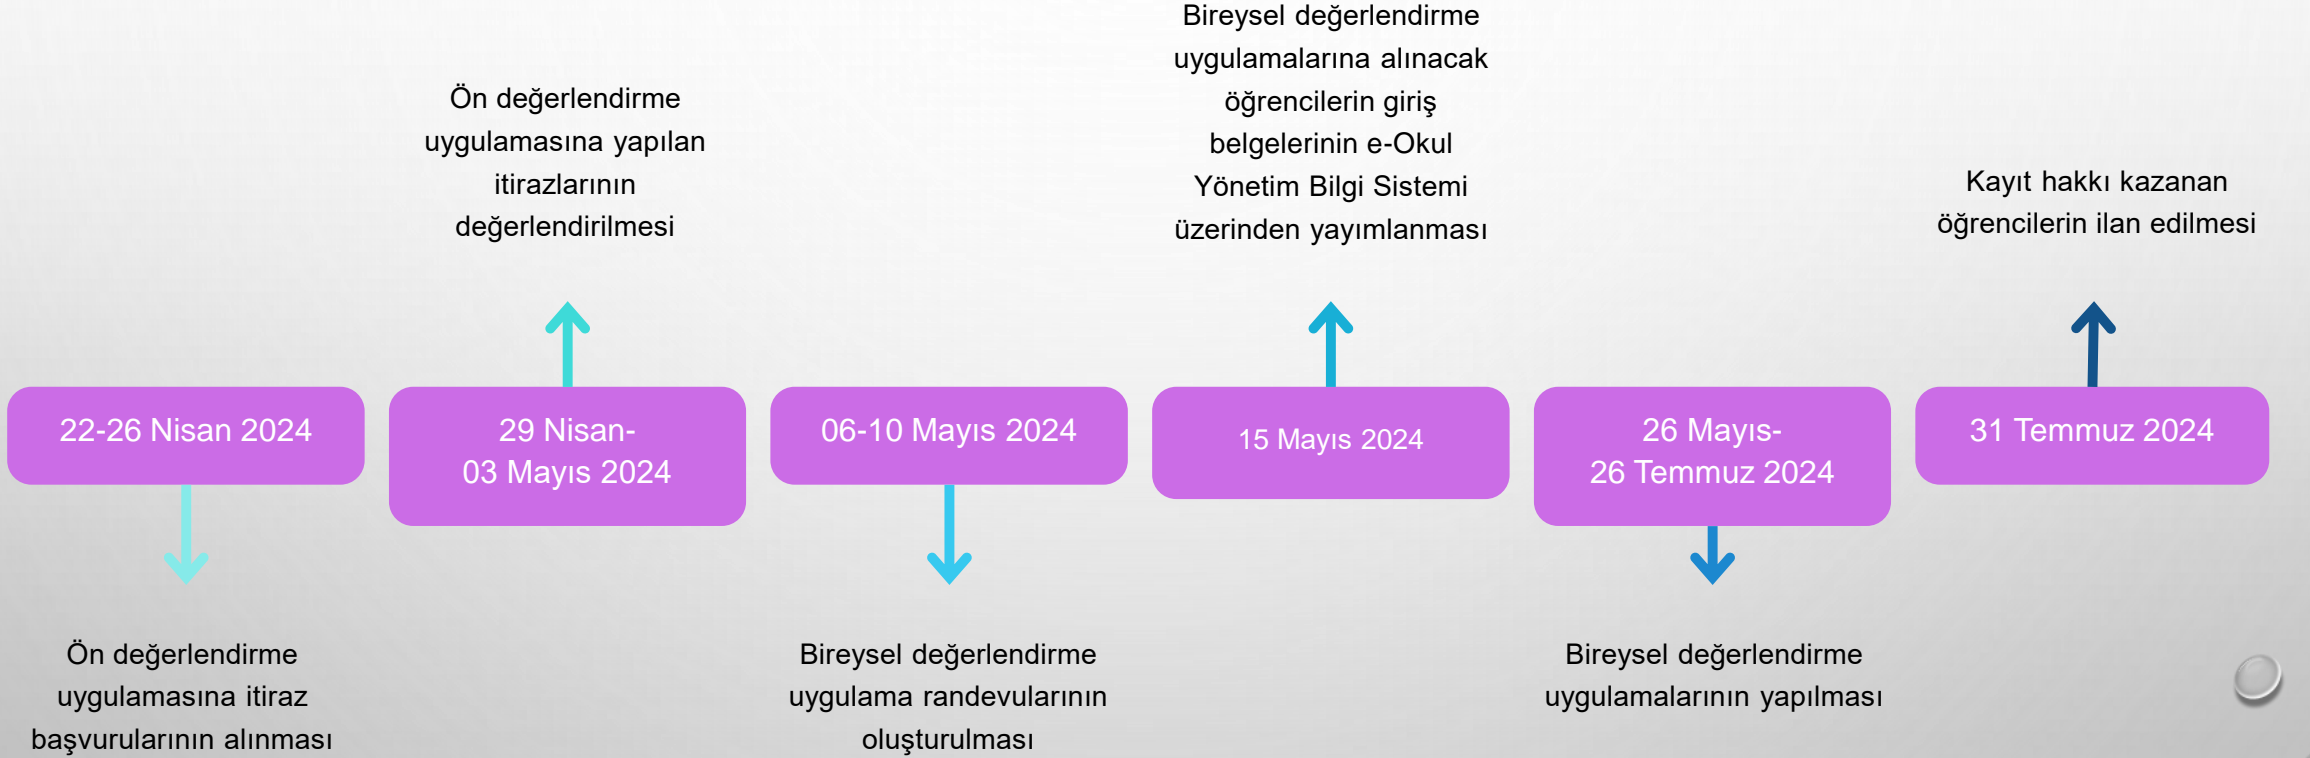 Ön değerlendirme
uygulamasına yapılan
itirazlarının
değerlendirilmesi
Bireysel değerlendirme
uygulamalarına alınacak
öğrencilerin giriş
belgelerinin e-Okul
Yönetim Bilgi Sistemi
üzerinden yayımlanması
Kayıt hakkı kazanan
öğrencilerin ilan edilmesi
22-26 Nisan 2024
29 Nisan-
03 Mayıs 2024
06-10 Mayıs 2024
15 Mayıs 2024
26 Mayıs-
26 Temmuz 2024
31 Temmuz 2024
Ön değerlendirme
uygulamasına itiraz
başvurularının alınması
Bireysel değerlendirme
uygulama randevularının
oluşturulması
Bireysel değerlendirme
uygulamalarının yapılması